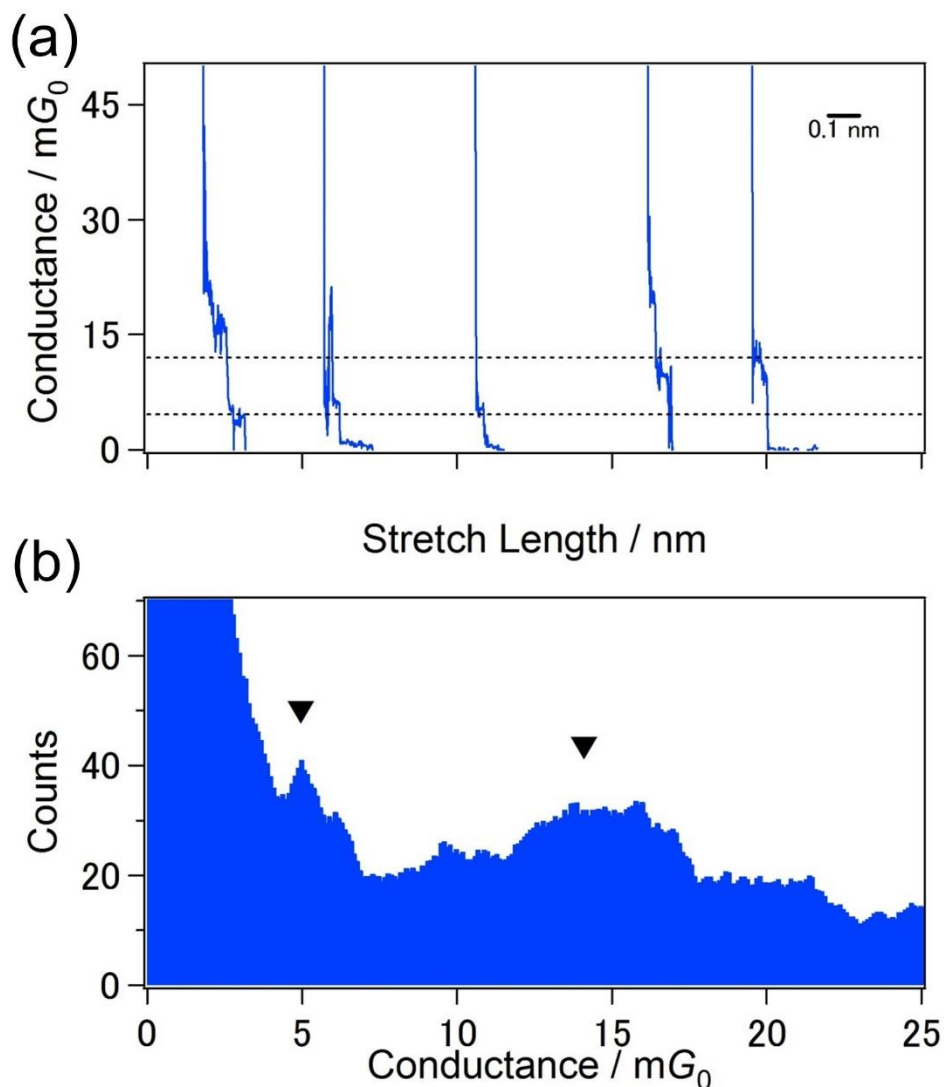 (a)
Conductance / mG0
45
30
15
0
0.1 nm
Stretch Length / nm
(b)
Counts
60
40
20
0
0 5 10 15 20 25
Conductance / mG0